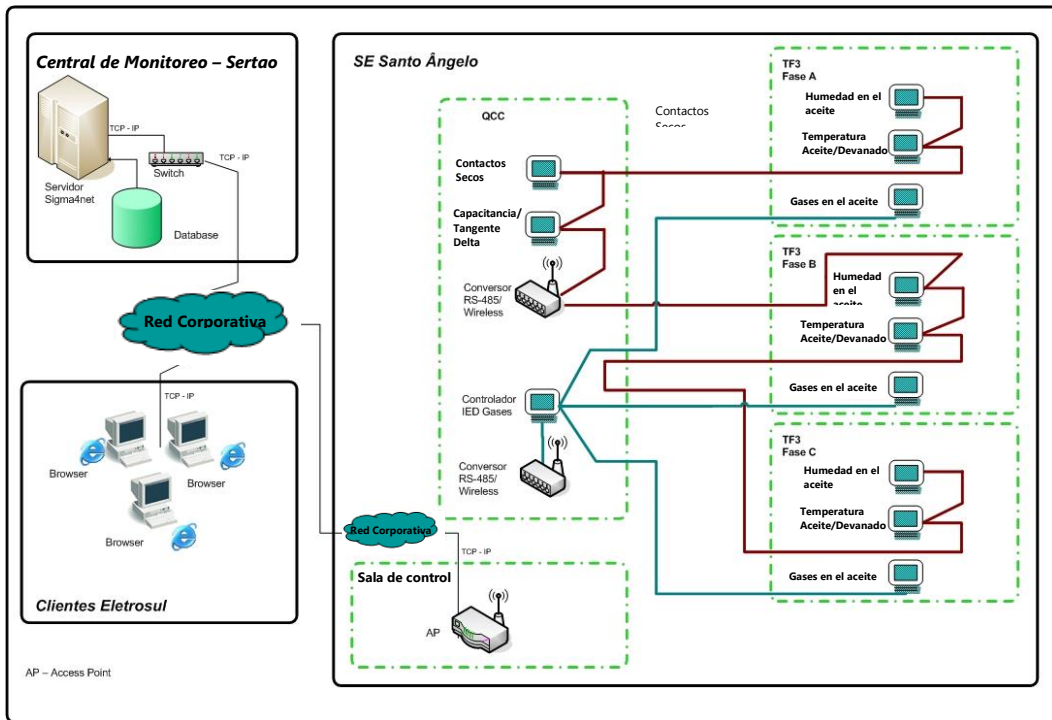 Central de Monitoreo – Sertao
TCP - IP
TCP - IP
Switch
Servidor
Sigma4net
Database
Red Corporativa
TCP - IP
Browser
Browser
Browser
Clientes Eletrosul
AP – Access Point
SE Santo Ângelo
QCC
Contactos
Secos
Contactos
Secos
Capacitancia/
Tangente
Delta
Conversor
RS-485/
Wireless
Controlador
IED Gases
Conversor
RS-485/
Wireless
Red Corporativa
TCP - IP
Sala de control
AP
TF3
Fase A
Humedad en el
aceite
Temperatura
Aceite/Devanado
Gases en el aceite
TF3
Fase B
Humedad
en el
aceite
Temperatura
Aceite/Devanado
Gases en el aceite
TF3
Fase C
Humedad en el
aceite
Temperatura
Aceite/Devanado
Gases en el aceite